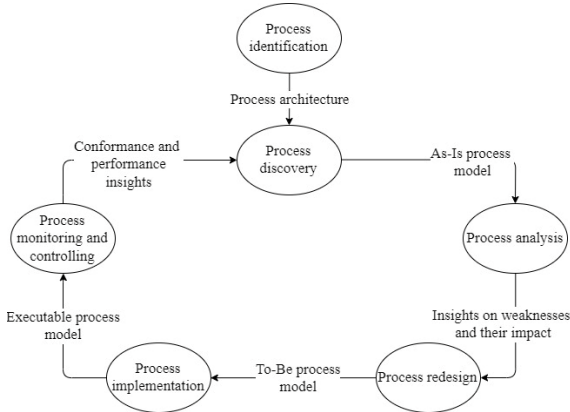 Process
identification
Process architecture
Process
discovery
Conformance and
performance
insights
As-Is process
model
Process
monitoring and
controlling
Process analysis
Executable process
model
Insights on weaknesses
and their impact
Process
implementation
To-Be process
model
Process redesign